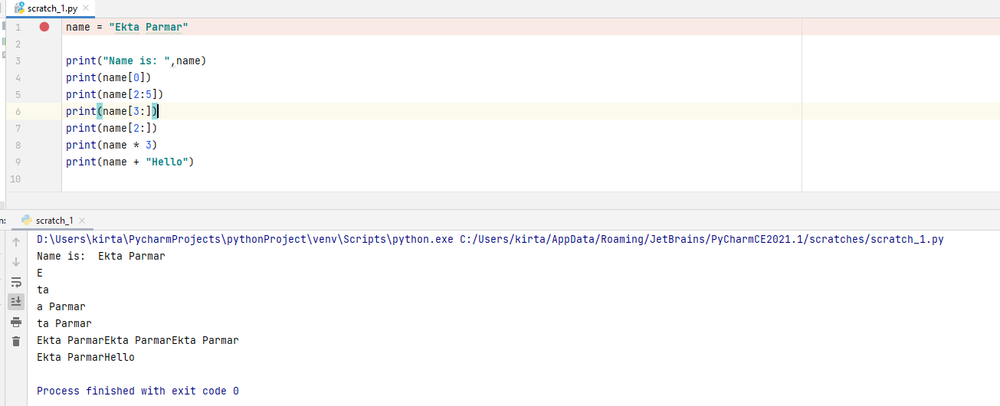 scratch_1.py
1 name = "Ekta Parmar"
2
3 print("Name is: ",name)
4 print(name[0])
5 print(name[2:5])
6 print(name[3:])
7 print(name[2:])
8 print(name * 3)
9 print(name + "Hello")
10
n: scratch_1
D:\Users\kirta\PycharmProjects\pythonProject\venv\Scripts\python.exe C:/Users/kirta/AppData/Roaming/JetBrains/PyCharmCE2021.1/scratches/scratch_1.py
Name is:  Ekta Parmar
E
ta
a Parmar
ta Parmar
Ekta ParmarEkta ParmarEkta Parmar
Ekta ParmarHello
Process finished with exit code 0